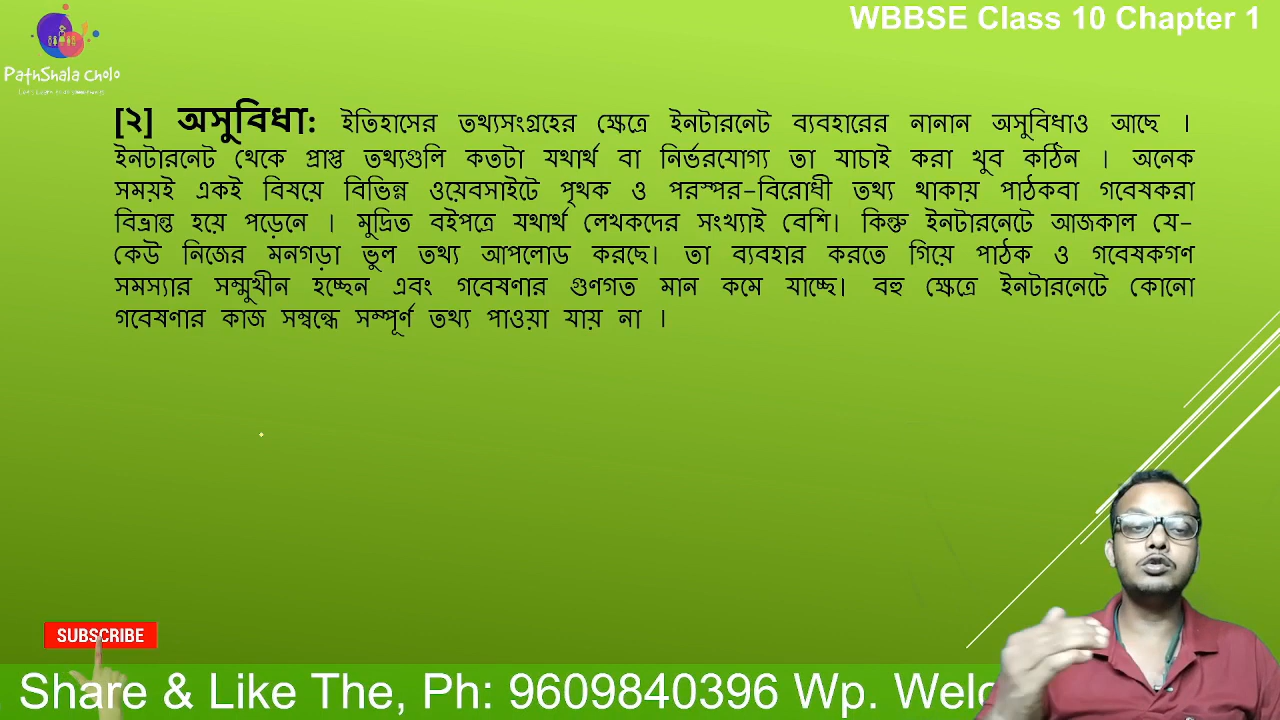 WBBSE Class 10 Chapter 1
PathShala Cholo
[২] অসুবিধা: ইতিহাসের তথ্যসংগ্রহের ক্ষেত্রে ইনটারনেট ব্যবহারের নানান অসুবিধাও আছে ।
ইনটারনেট থেকে প্রাপ্ত তথ্যগুলি কতটা যথার্থ বা নির্ভরযোগ্য তা যাচাই করা খুব কঠিন । অনেক
সময়ই একই বিষয়ে বিভিন্ন ওয়েবসাইটে পৃথক ও পরস্পর-বিরোধী তথ্য থাকায় পাঠকবা গবেষকরা
বিভ্রান্ত হয়ে পড়েনে । মুদ্রিত বইপত্রে যথার্থ লেখকদের সংখ্যাই বেশি। কিন্তু ইনটারনেটে আজকাল যে-
কেউ নিজের মনগড়া ভুল তথ্য আপলোড করছে। তা ব্যবহার করতে গিয়ে পাঠক ও গবেষকগণ
সমস্যার সম্মুখীন হচ্ছেন এবং গবেষণার গুণগত মান কমে যাচ্ছে। বহু ক্ষেত্রে ইনটারনেটে কোনো
গবেষণার কাজ সম্বন্ধে সম্পূর্ণ তথ্য পাওয়া যায় না ।
SUBSCRIBE
Share & Like The, Ph: 9609840396 Wp. Welc